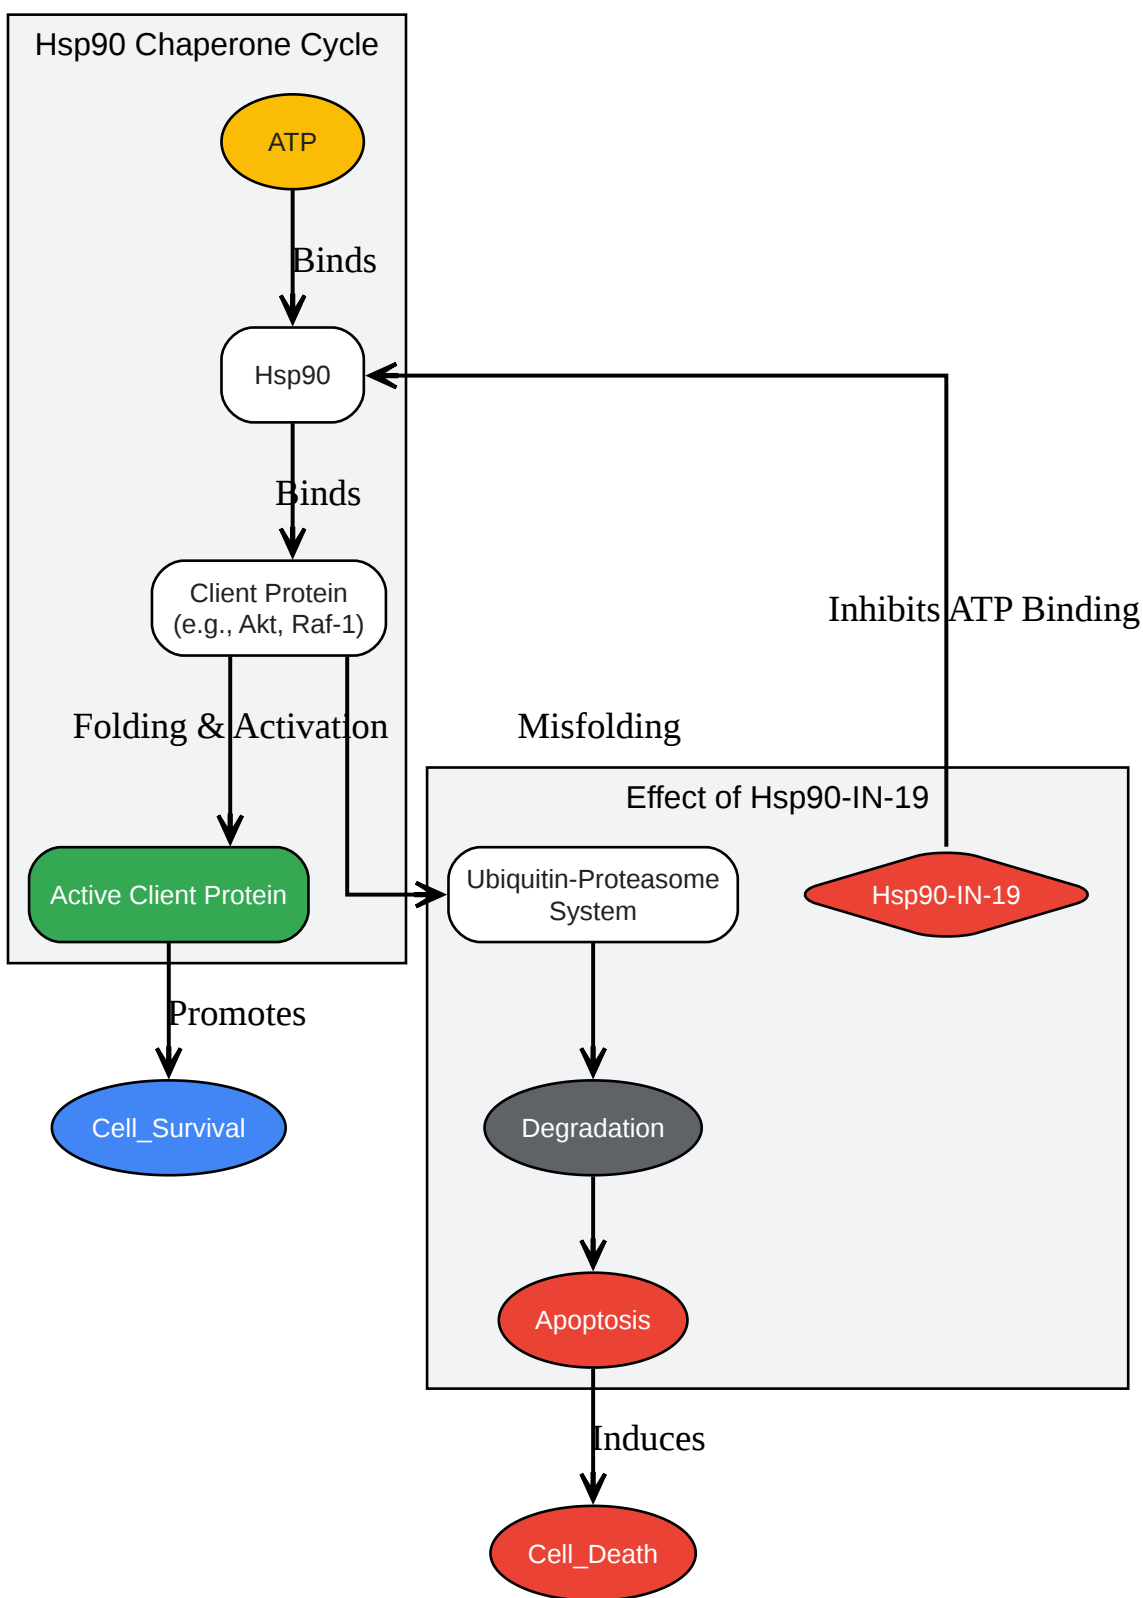 Hsp90 Chaperone Cycle
ATP
Binds
Hsp90
Binds
Client Protein
(e.g., Akt, Raf-1)
Inhibits ATP Binding
Folding & Activation
Misfolding
Effect of Hsp90-IN-19
Active Client Protein
Ubiquitin-Proteasome
System
Hsp90-IN-19
Promotes
Cell_Survival
Degradation
Apoptosis
Induces
Cell_Death